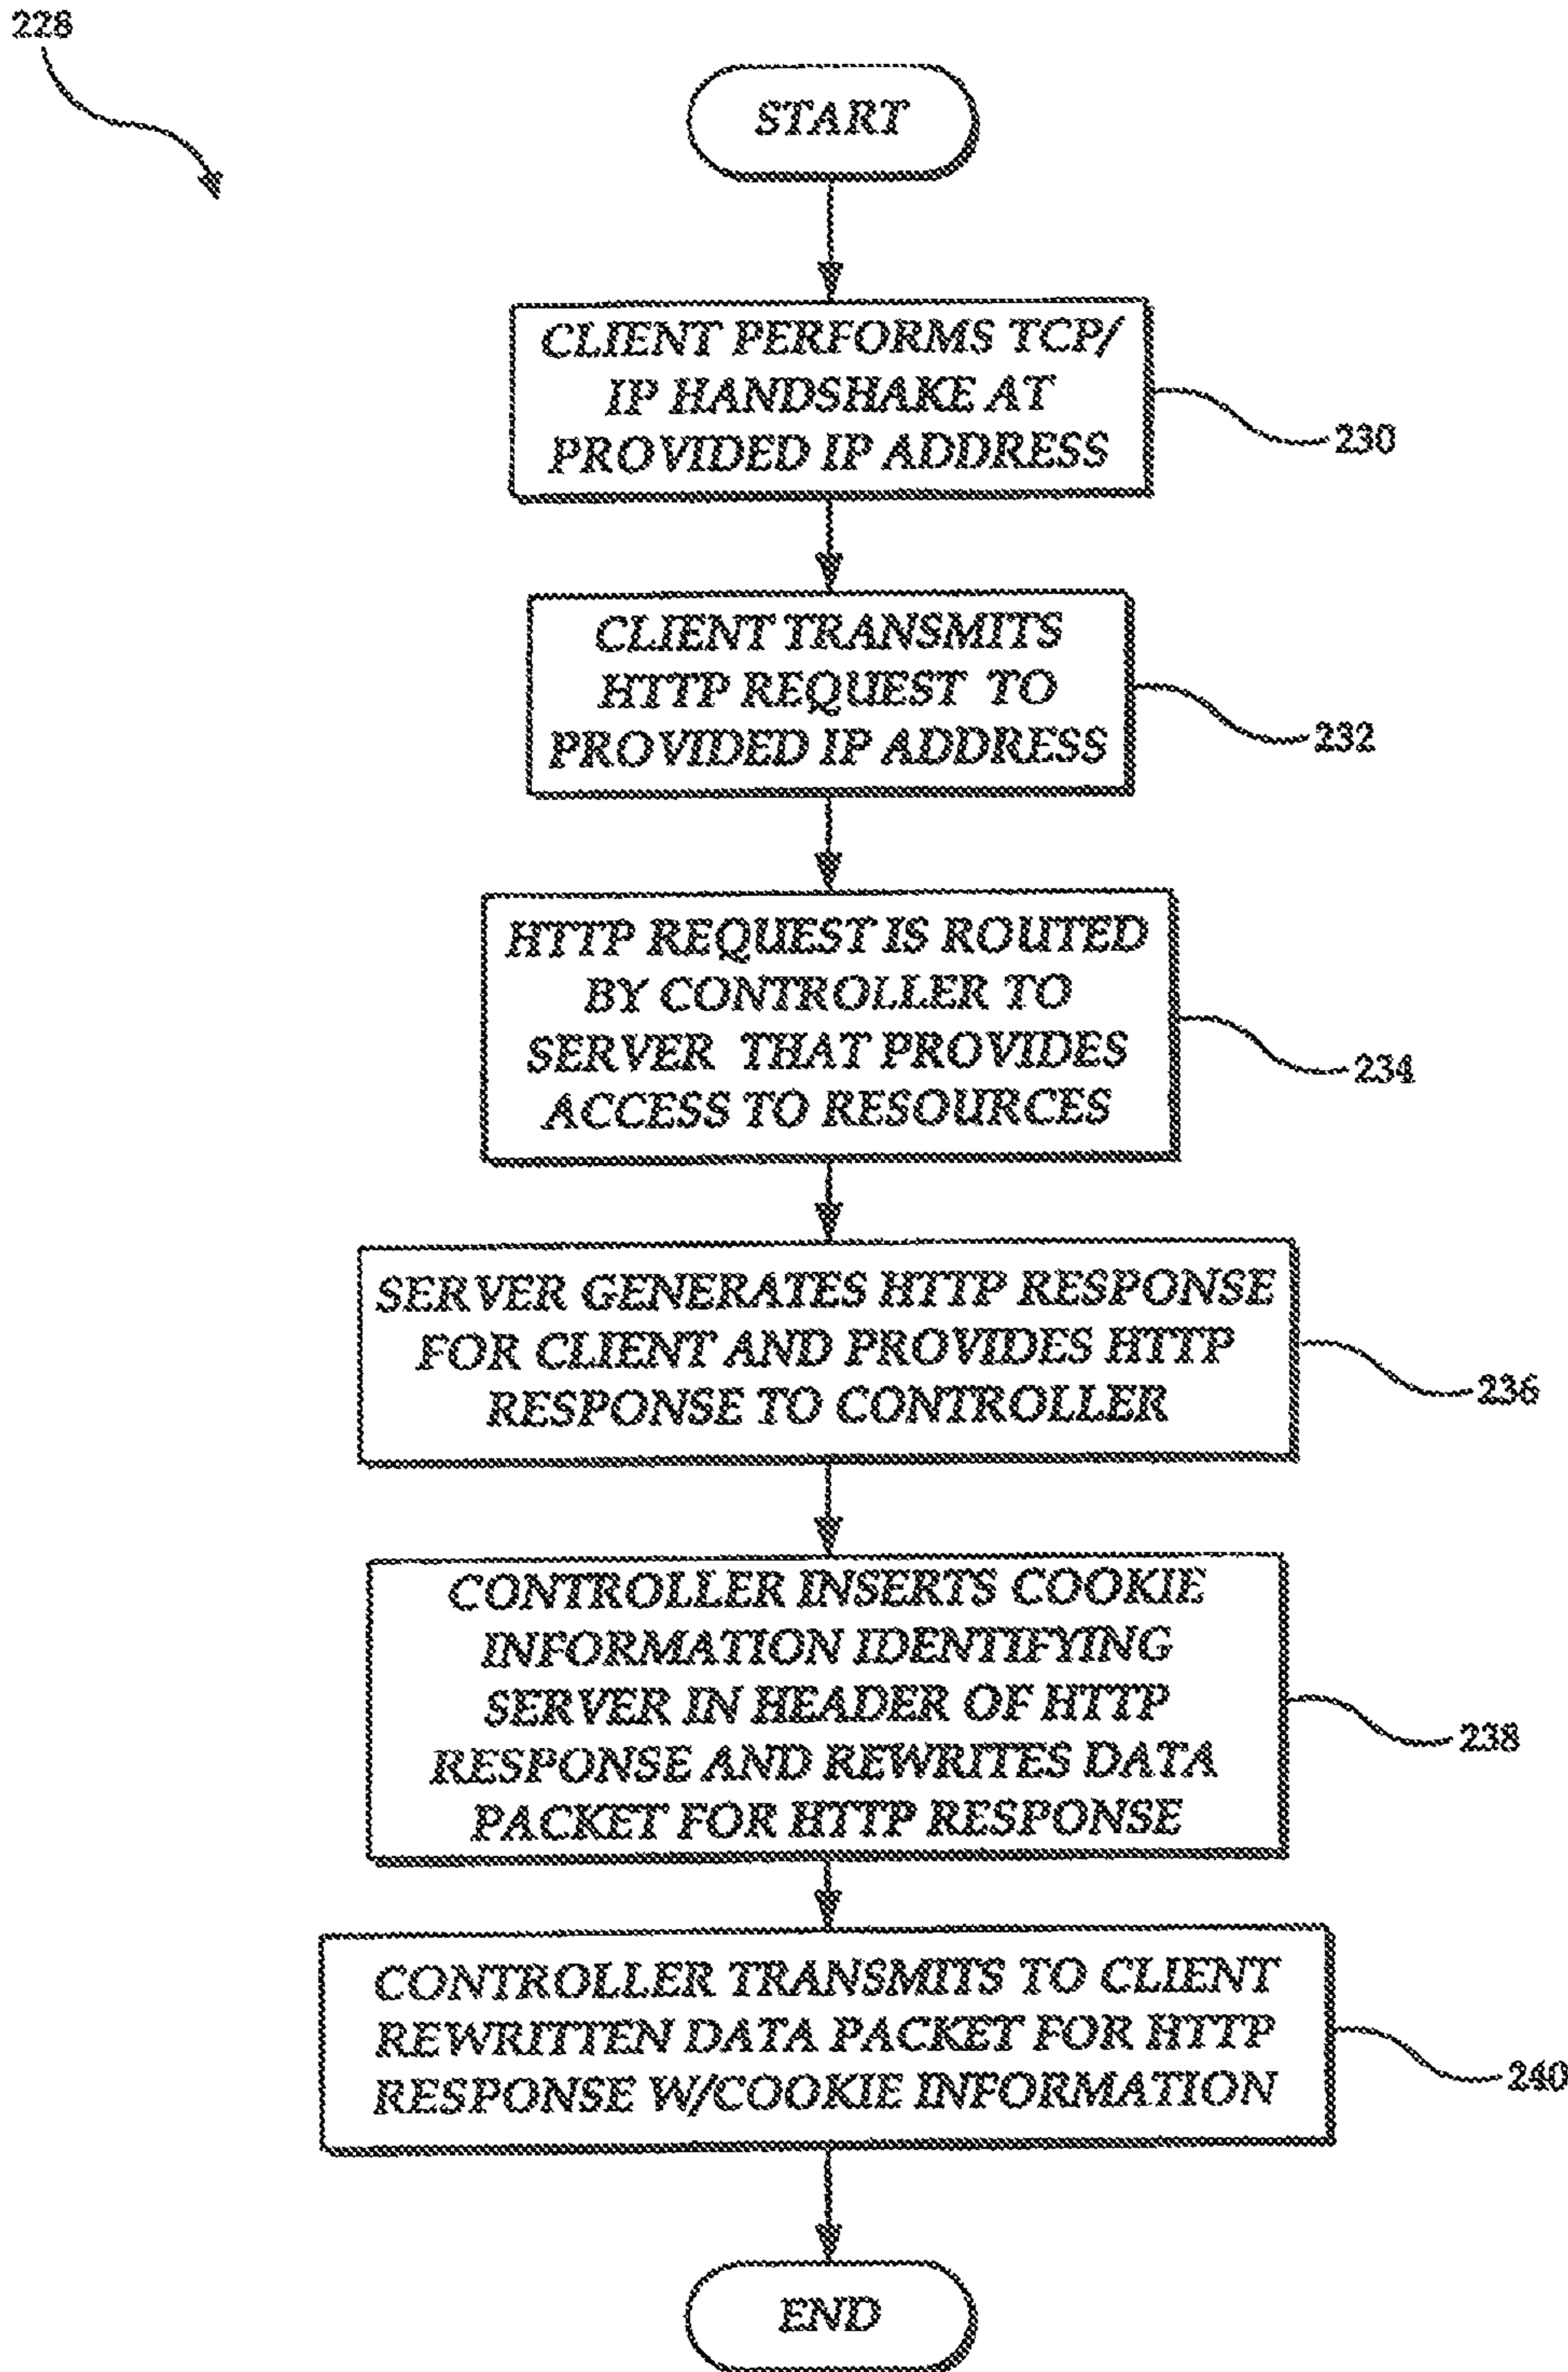 228
START
CLIENT PERFORMS TCP/
IP HANDSHAKE AT
PROVIDED IP ADDRESS
230
CLIENT TRANSMITS
HTTP REQUEST TO
PROVIDED IP ADDRESS
232
HTTP REQUEST IS ROUTED
BY CONTROLLER TO
SERVER THAT PROVIDES
ACCESS TO RESOURCES
234
SERVER GENERATES HTTP RESPONSE
FOR CLIENT AND PROVIDES HTTP
RESPONSE TO CONTROLLER
236
CONTROLLER INSERTS COOKIE
INFORMATION IDENTIFYING
SERVER IN HEADER OF HTTP
RESPONSE AND REWRITES DATA
PACKET FOR HTTP RESPONSE
238
CONTROLLER TRANSMITS TO CLIENT
REWRITTEN DATA PACKET FOR HTTP
RESPONSE W/COOKIE INFORMATION
240
END